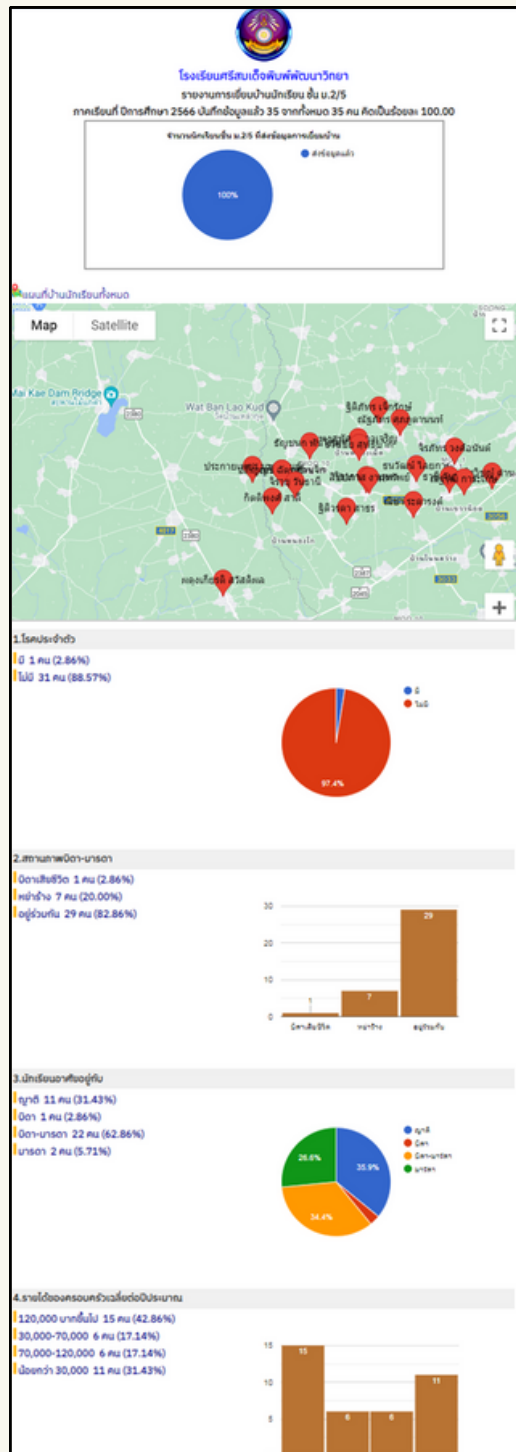 โรงเรียนศรีสมเด็จพิมพ์พัฒนาวิทยา
รายงานการเยี่ยมบ้านนักเรียน ชั้น ม.2/5
ภาคเรียนที่ ปีการศึกษา 2566 บันทึกข้อมูลแล้ว 35 จากทั้งหมด 35 คน คิดเป็นร้อยละ 100.00
จำนวนนักเรียนชั้น ม.2/5 ที่ส่งข้อมูลการเยี่ยมบ้าน
ส่งข้อมูลแล้ว
100%
แผนที่บ้านนักเรียนทั้งหมด
Map
Satellite
Mai Kae Dam Bridge
Wat Ban Lao Kud
2380
2380
2367
2045
1.โรคประจำตัว
มี 1 คน (2.86%)
ไม่มี 31 คน (88.57%)
มี
ไม่มี
97.4%
2.สถานภาพบิดา-มารดา
บิดาเสียชีวิต 1 คน (2.86%)
หย่าร้าง 7 คน (20.00%)
อยู่ร่วมกัน 29 คน (82.86%)
30
20
10
0
1
7
29
บิดาเสียชีวิต
หย่าร้าง
อยู่ร่วมกัน
3.นักเรียนอาศัยอยู่กับ
ญาติ 11 คน (31.43%)
บิดา 1 คน (2.86%)
บิดา-มารดา 22 คน (62.86%)
มารดา 2 คน (5.71%)
ญาติ
บิดา
บิดา-มารดา
มารดา
26.6%
35.9%
34.4%
4.รายได้ของครอบครัวเฉลี่ยต่อปีประมาณ
120,000 บาทขึ้นไป 15 คน (42.86%)
30,000-70,000 6 คน (17.14%)
70,000-120,000 6 คน (17.14%)
น้อยกว่า 30,000 11 คน (31.43%)
15
10
5
15
6
6
11